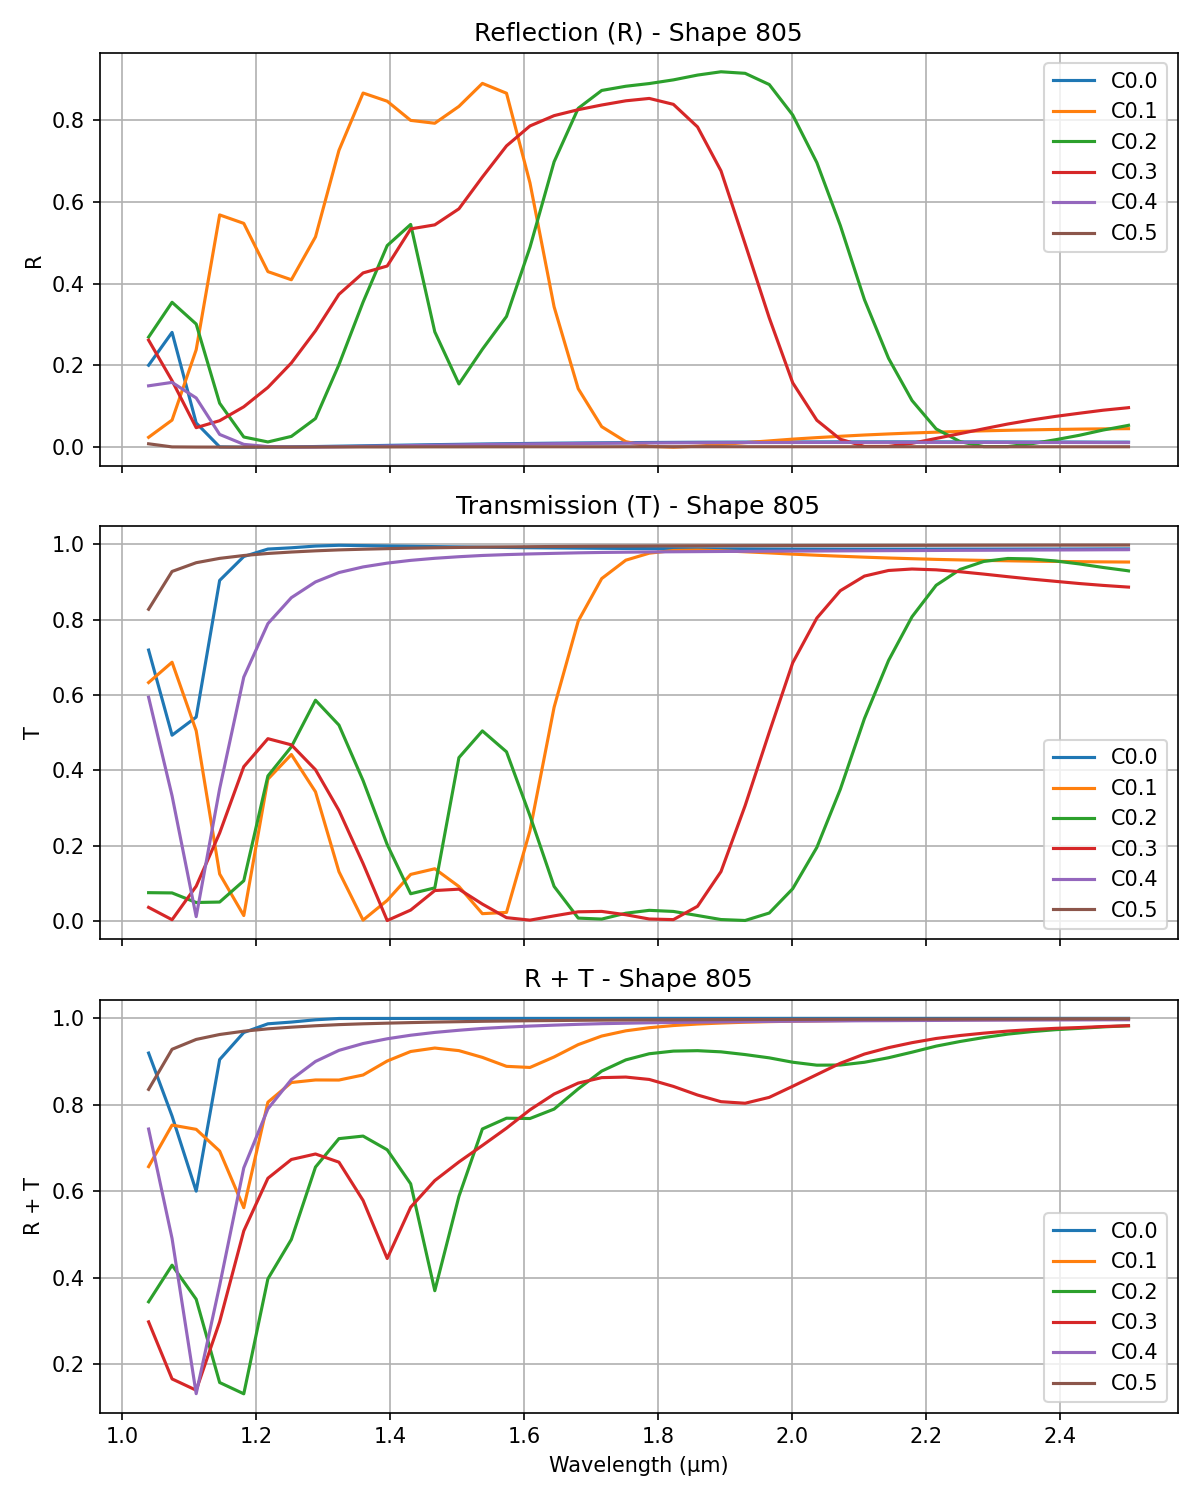 Reflection (R) - Shape 805
R
0.0
0.2
0.4
0.6
0.8
C0.0
C0.1
C0.2
C0.3
C0.4
C0.5
Transmission (T) - Shape 805
T
0.0
0.2
0.4
0.6
0.8
1.0
C0.0
C0.1
C0.2
C0.3
C0.4
C0.5
R + T - Shape 805
R + T
0.2
0.4
0.6
0.8
1.0
C0.0
C0.1
C0.2
C0.3
C0.4
C0.5
1.0 1.2 1.4 1.6 1.8 2.0 2.2 2.4
Wavelength (μm)